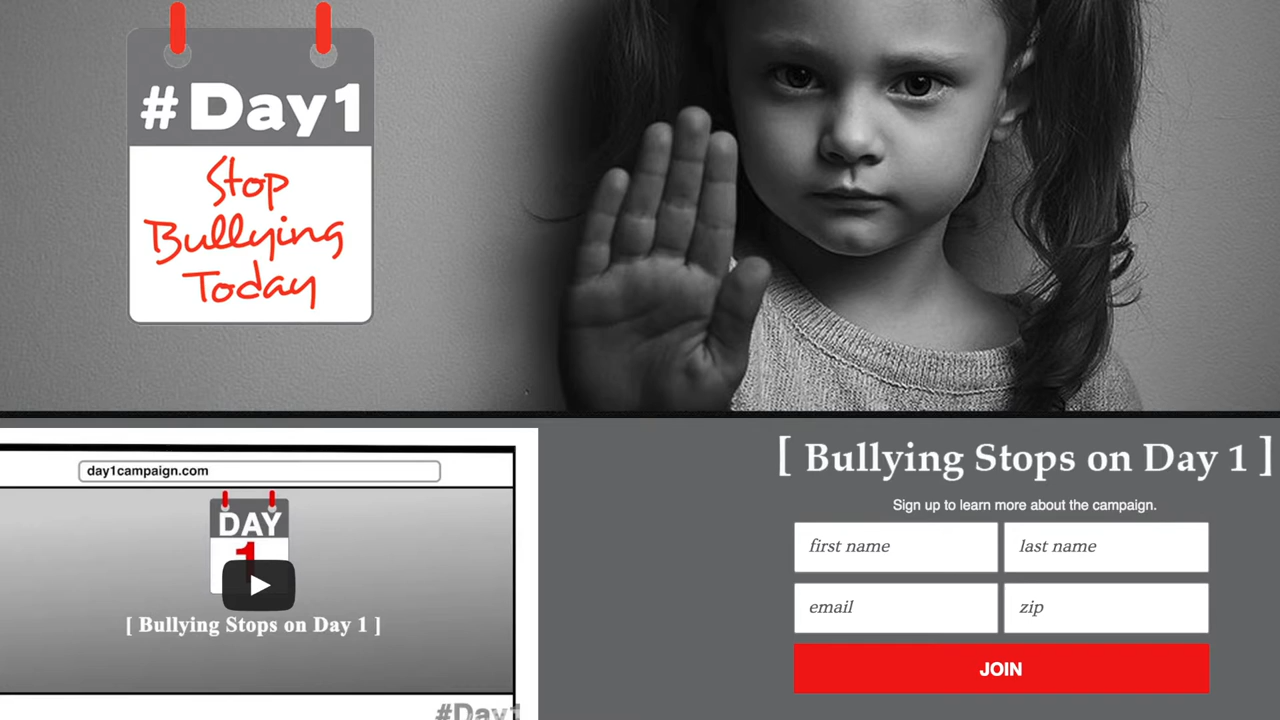 #Day1
Stop
Bullying
Today
day1campaign.com
DAY
1
[ Bullying Stops on Day 1 ]
#Day1
[ Bullying Stops on Day 1 ]
Sign up to learn more about the campaign.
first name last name
email zip
JOIN